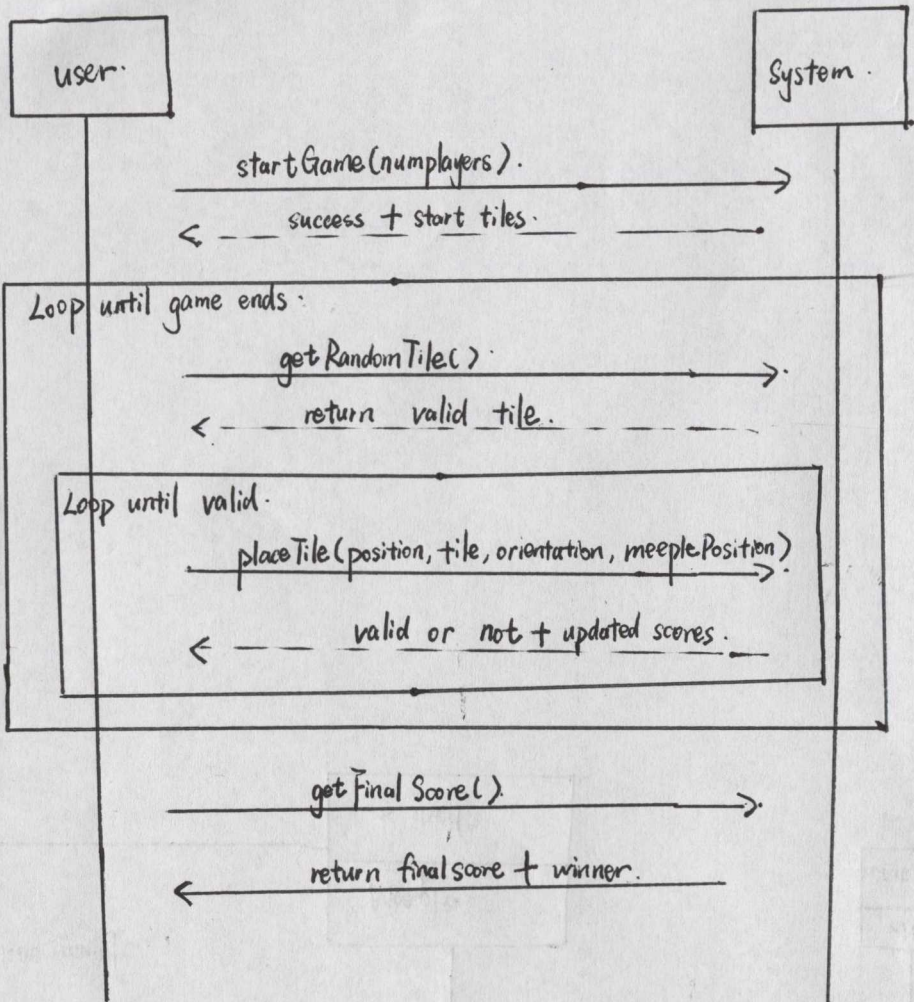 user.
System.
startGame(numplayers).
success + start tiles.
Loop until game ends.
getRandomTile().
return valid tile.
Loop until valid.
placeTile(position, tile, orientation, meeplePosition)
valid or not + updated scores.
getFinalScore().
return finalscore + winner.